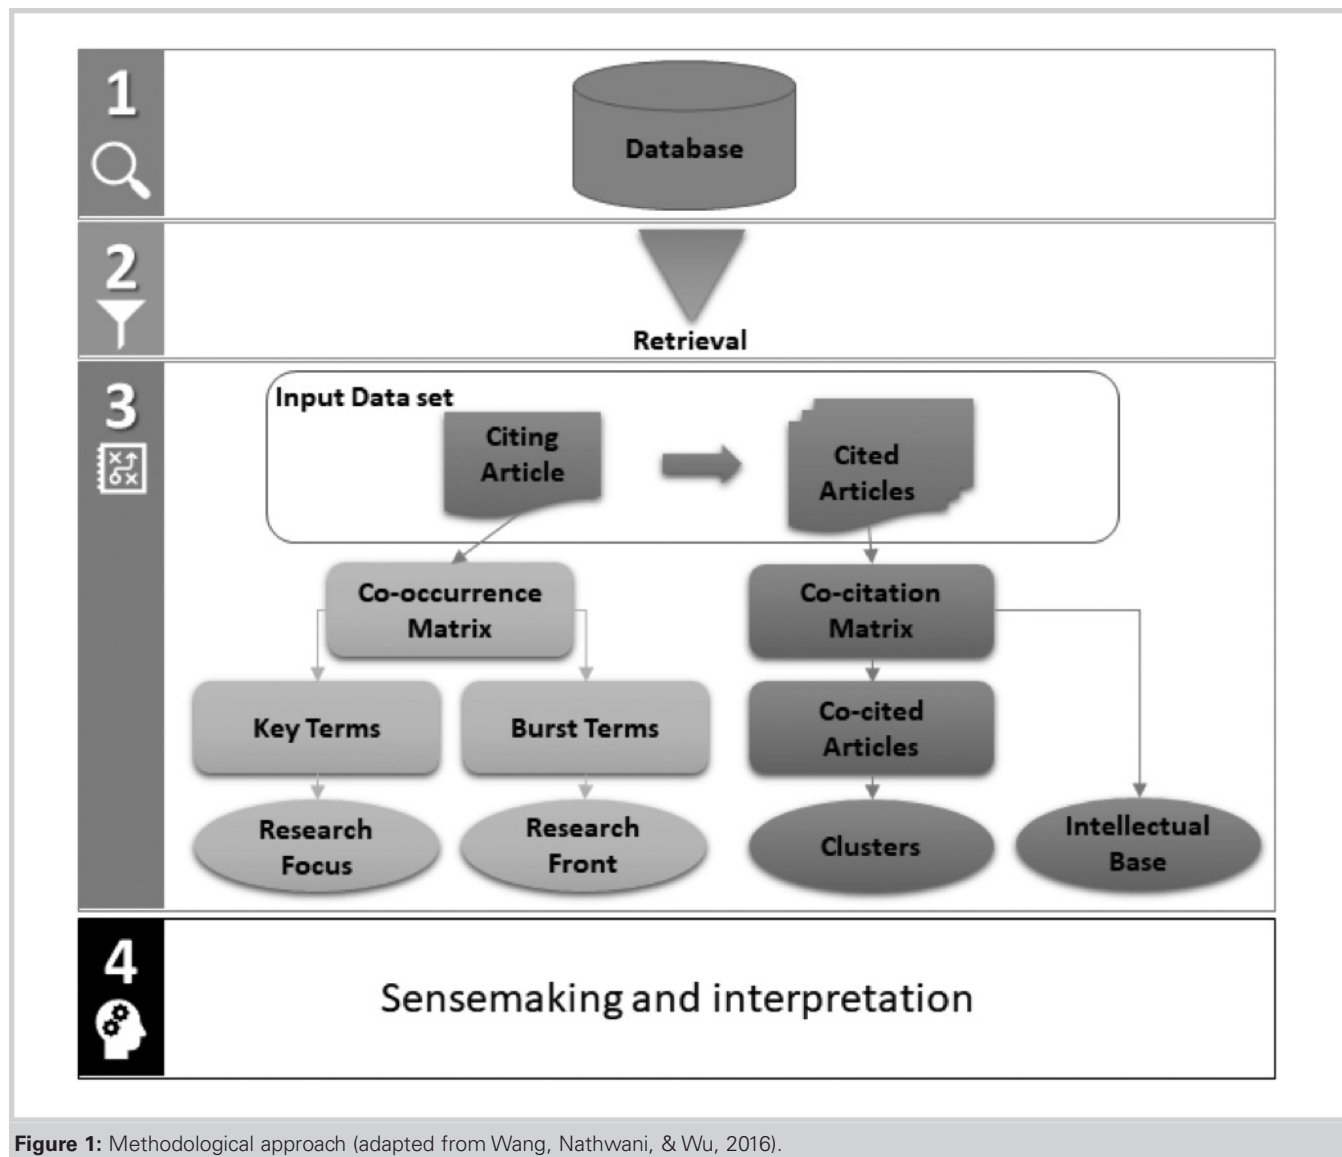 1
Database
2
Retrieval
3
Input Data set
Citing
Article
Cited
Articles
Co-occurrence
Matrix
Co-citation
Matrix
Key Terms
Burst Terms
Co-cited
Articles
Research
Focus
Research
Front
Clusters
Intellectual
Base
4
Sensemaking and interpretation
Figure 1: Methodological approach (adapted from Wang, Nathwani, & Wu, 2016).